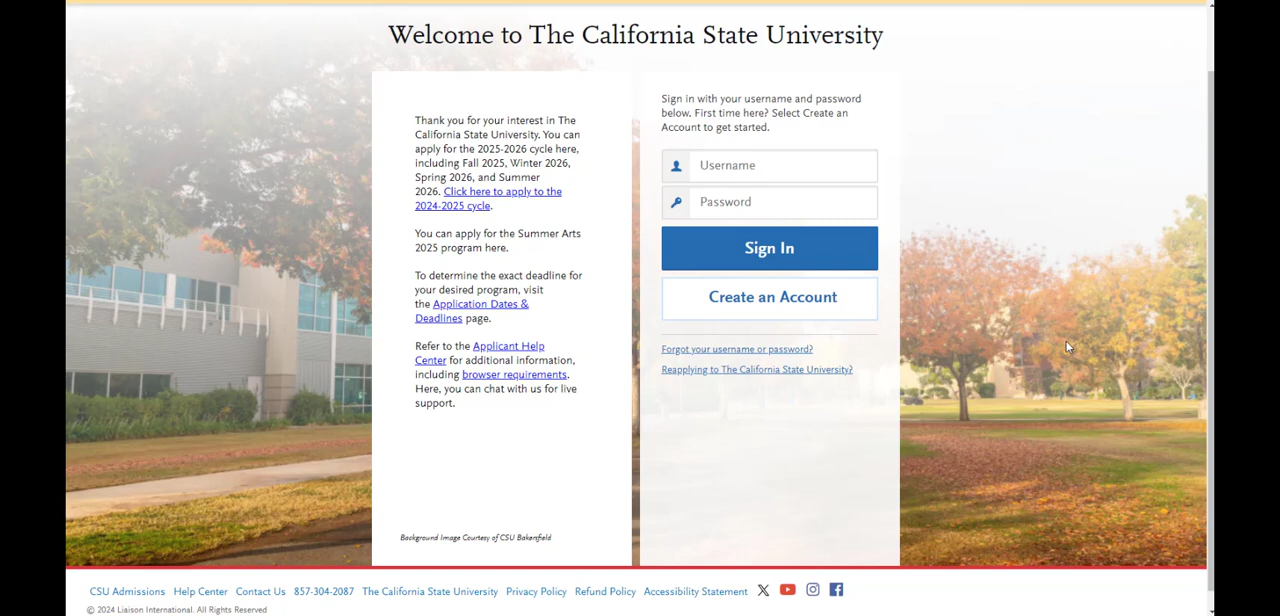 Welcome to The California State University
Thank you for your interest in The
California State University. You can
apply for the 2025-2026 cycle here,
including Fall 2025, Winter 2026,
Spring 2026, and Summer
2026. Click here to apply to the
2024-2025 cycle.
You can apply for the Summer Arts
2025 program here.
To determine the exact deadline for
your desired program, visit
the Application Dates &
Deadlines page.
Refer to the Applicant Help
Center for additional information,
including browser requirements.
Here, you can chat with us for live
support.
Background Image Courtesy of CSU Bakersfield
Sign in with your username and password
below. First time here? Select Create an
Account to get started.
Username
Password
Sign In
Create an Account
Forgot your username or password?
Reapplying to The California State University?
CSU Admissions Help Center Contact Us 857-304-2087 The California State University Privacy Policy Refund Policy Accessibility Statement
© 2024 Liaison International. All Rights Reserved